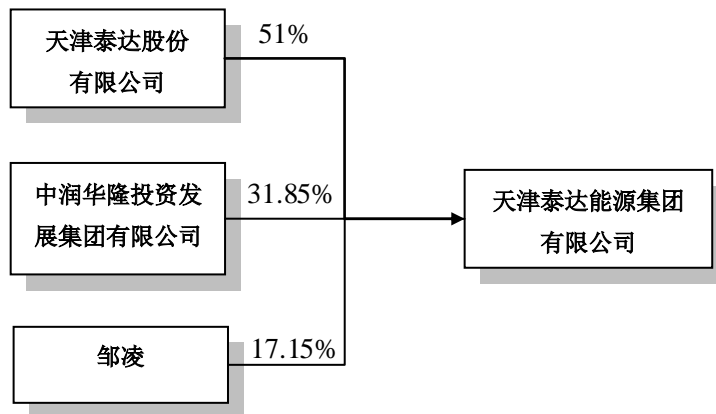 天津泰达股份
有限公司
51%
中润华隆投资发
展集团有限公司
31.85%
天津泰达能源集团
有限公司
邹凌
17.15%